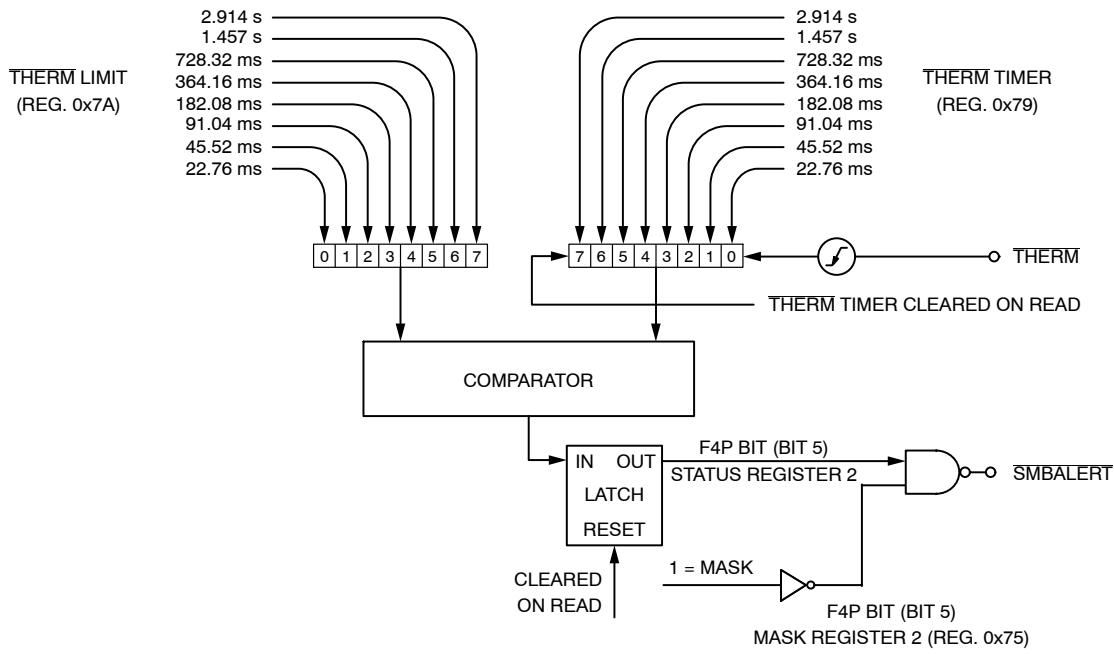 2.914 s
1.457 s
728.32 ms
364.16 ms
182.08 ms
91.04 ms
45.52 ms
22.76 ms
THERM LIMIT
(REG. 0x7A)
2.914 s
1.457 s
728.32 ms
364.16 ms
182.08 ms
91.04 ms
45.52 ms
22.76 ms
THERM TIMER
(REG. 0x79)
0 1 2 3 4 5 6 7
7 6 5 4 3 2 1 0
THERM
THERM TIMER CLEARED ON READ
COMPARATOR
IN OUT
LATCH
RESET
F4P BIT (BIT 5)
STATUS REGISTER 2
SMBALERT
CLEARED
ON READ
1 = MASK
F4P BIT (BIT 5)
MASK REGISTER 2 (REG. 0x75)